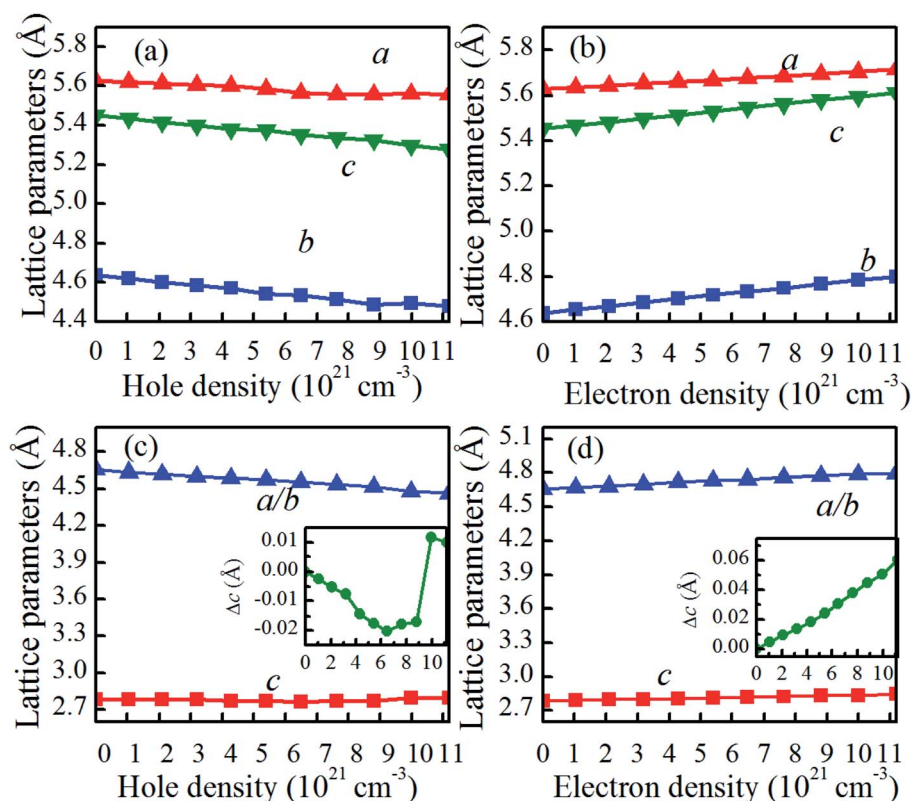 (a)
a
c
b
5.8
5.6
5.4
5.2
5.0
4.8
4.6
4.4
Lattice parameters (Å)
0 1 2 3 4 5 6 7 8 9 10 11
Hole density (10²¹ cm⁻³)
(b)
a
c
b
5.8
5.6
5.4
5.2
5.0
4.8
4.6
Lattice parameters (Å)
0 1 2 3 4 5 6 7 8 9 10 11
Electron density (10²¹ cm⁻³)
(c)
a/b
c
4.8
4.5
4.2
3.9
3.6
3.3
3.0
2.7
Lattice parameters (Å)
0 1 2 3 4 5 6 7 8 9 10 11
Hole density (10²¹ cm⁻³)
0.01
0.00
-0.01
-0.02
Δc (Å)
0 2 4 6 8 10
(d)
a/b
c
5.1
4.8
4.5
4.2
3.9
3.6
3.3
3.0
2.7
Lattice parameters (Å)
0 1 2 3 4 5 6 7 8 9 10 11
Electron density (10²¹ cm⁻³)
0.06
0.04
0.02
0.00
Δc (Å)
0 2 4 6 8 10